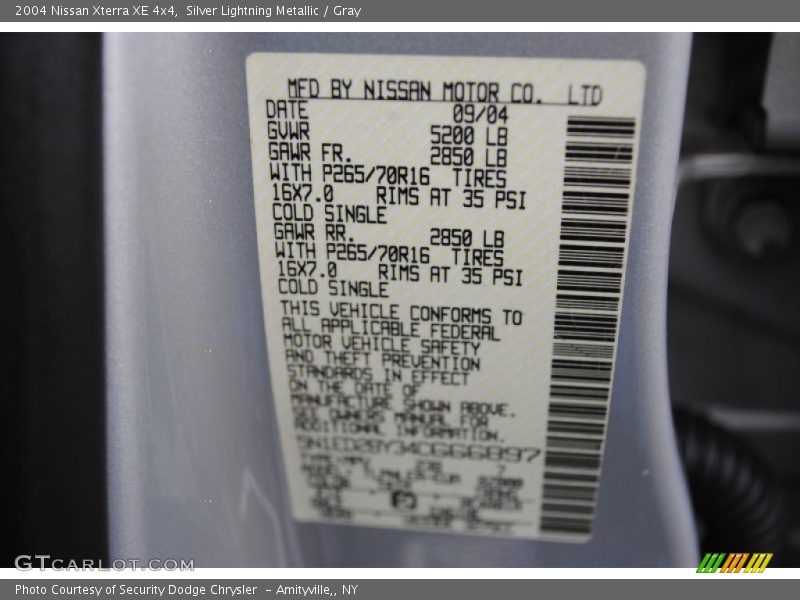 2004 Nissan Xterra XE 4x4,  Silver Lightning Metallic / Gray
MFD BY NISSAN MOTOR CO. LTD
DATE 09/04
GVWR 5200 LB
GAWR FR. 2850 LB
WITH P265/70R16 TIRES
16X7.0 RIMS AT 35 PSI
COLD SINGLE
GAWR RR. 2850 LB
WITH P265/70R16 TIRES
16X7.0 RIMS AT 35 PSI
COLD SINGLE
THIS VEHICLE CONFORMS TO
ALL APPLICABLE FEDERAL
MOTOR VEHICLE SAFETY
AND THEFT PREVENTION
STANDARDS IN EFFECT
ON THE DATE OF
MANUFACTURE SHOWN ABOVE.
SEE OWNERS MANUAL FOR
ADDITIONAL INFORMATION.
GTCARLOT.COM
Photo Courtesy of Security Dodge Chrysler  - Amityville,, NY